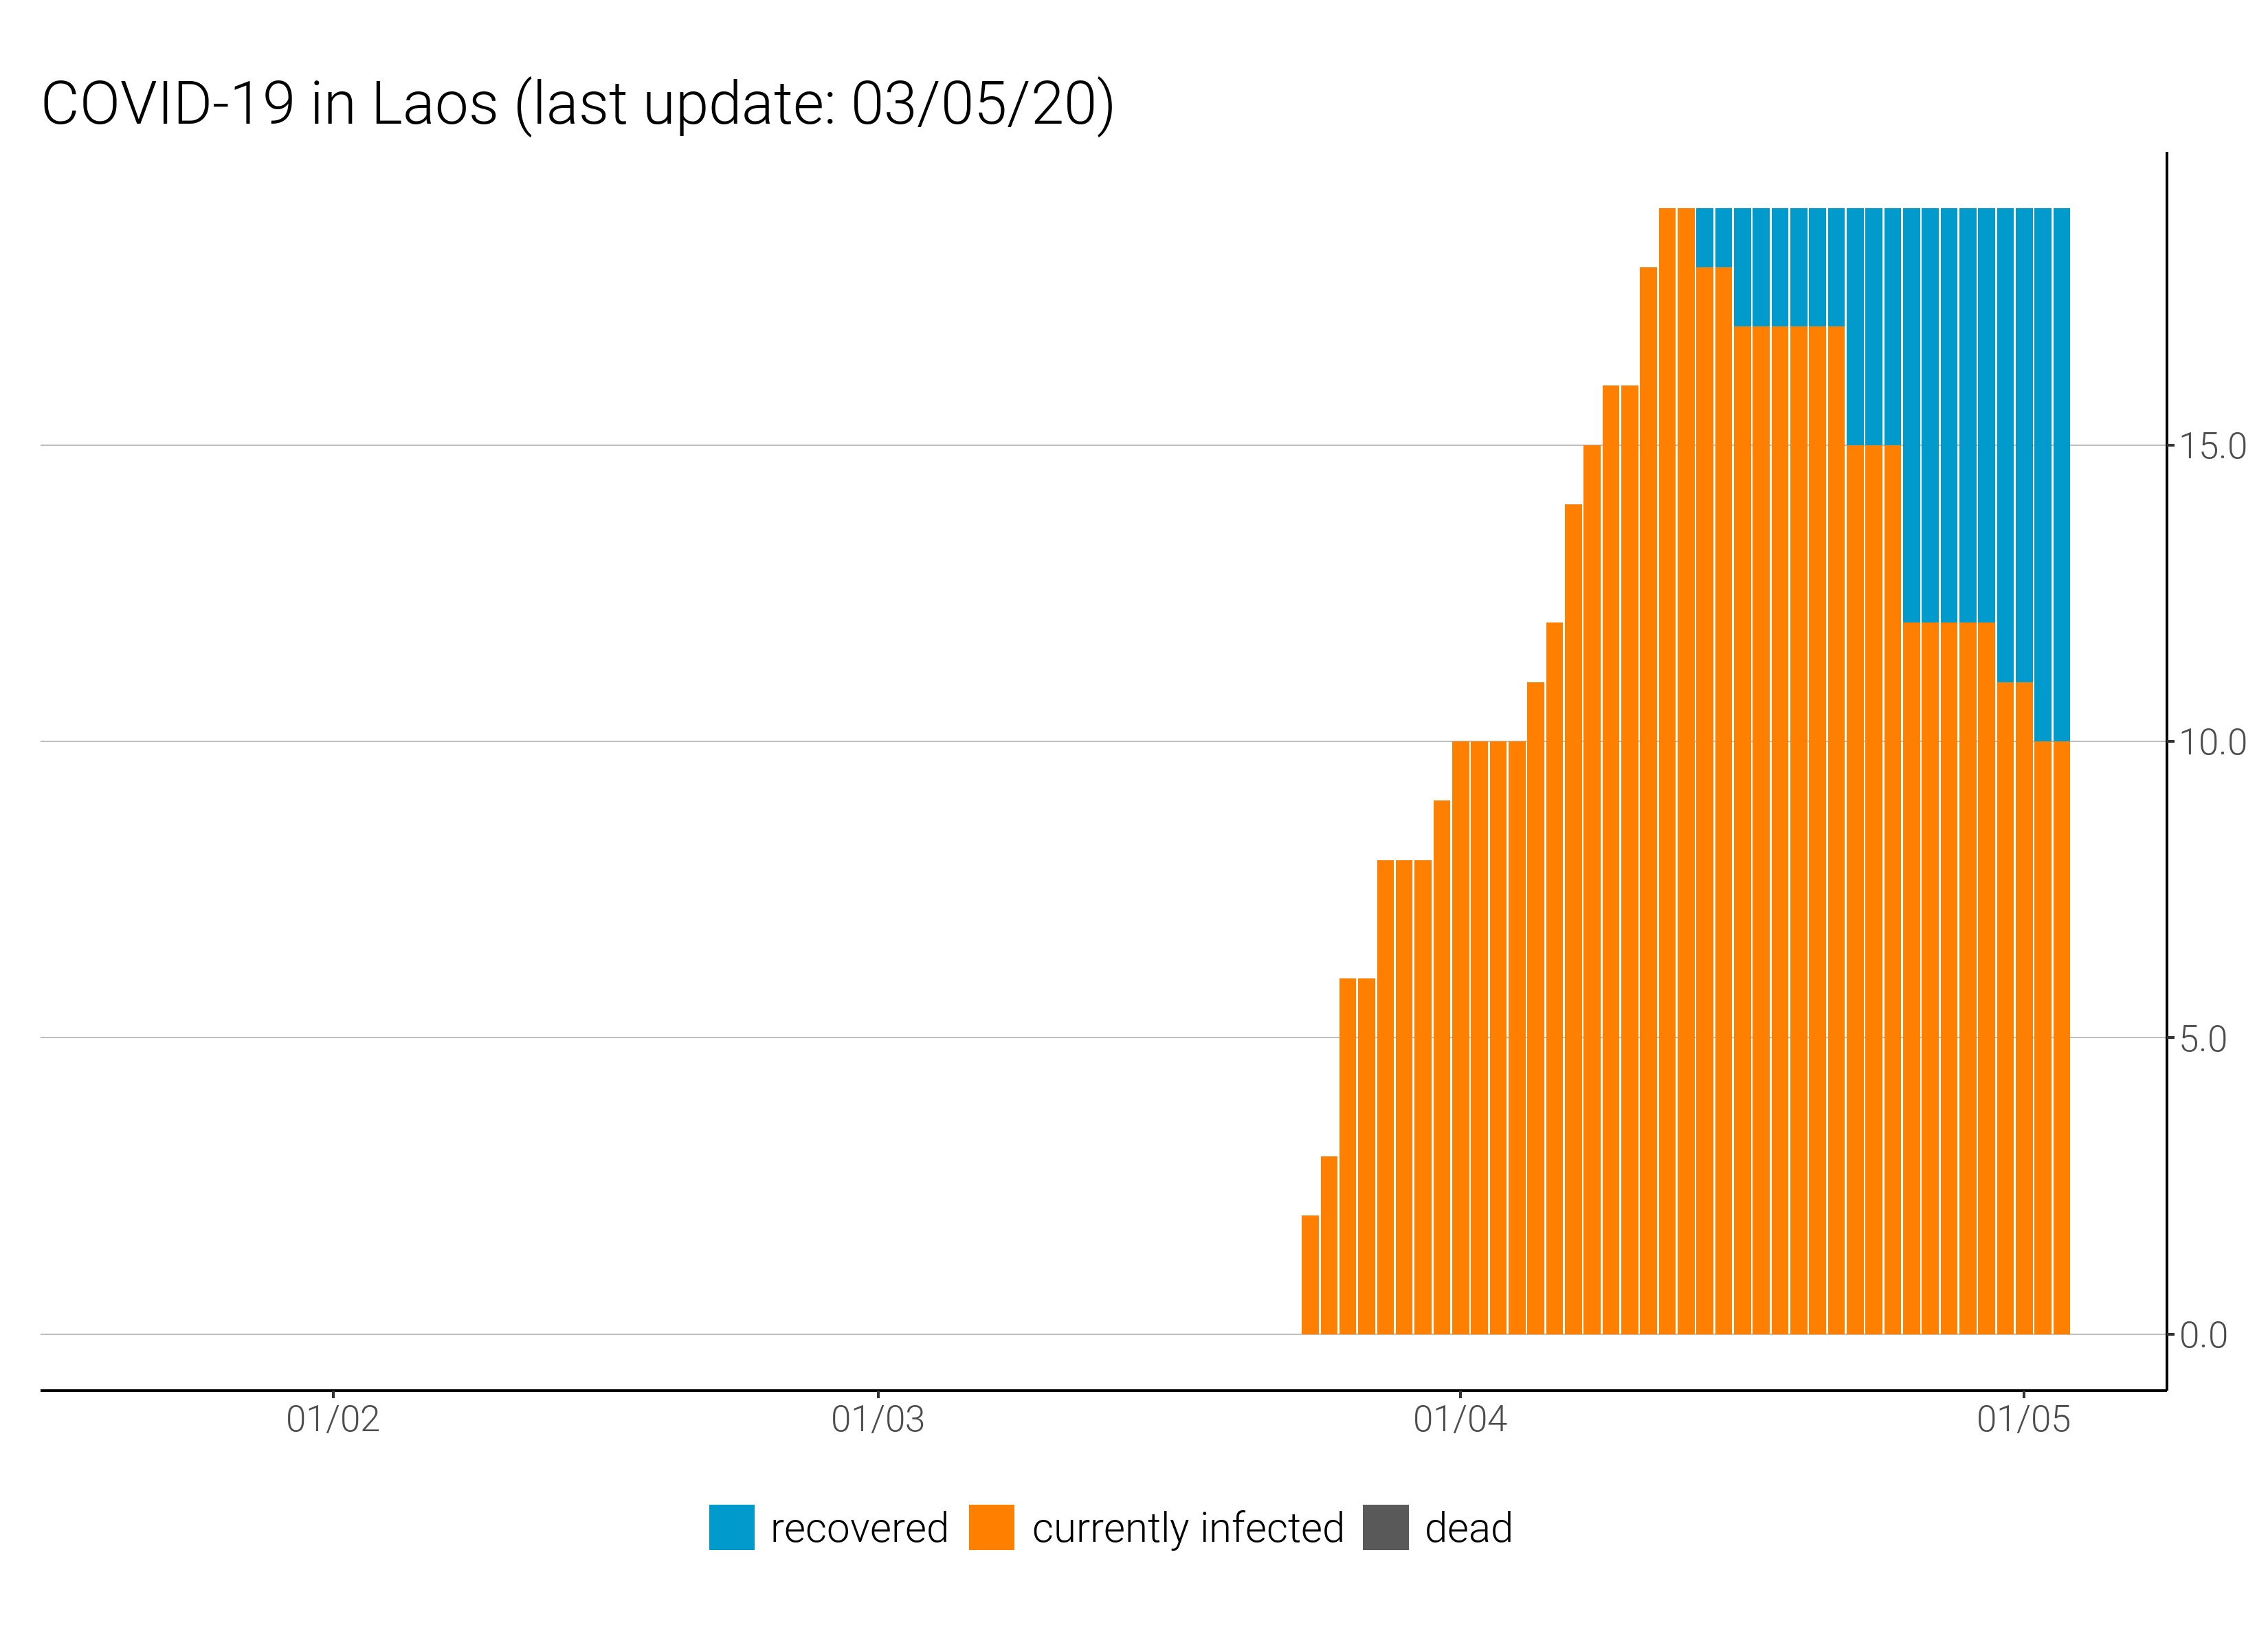 COVID-19 in Laos (last update: 03/05/20)
15.0
10.0
5.0
0.0
01/02 01/03 01/04 01/05
recovered currently infected dead